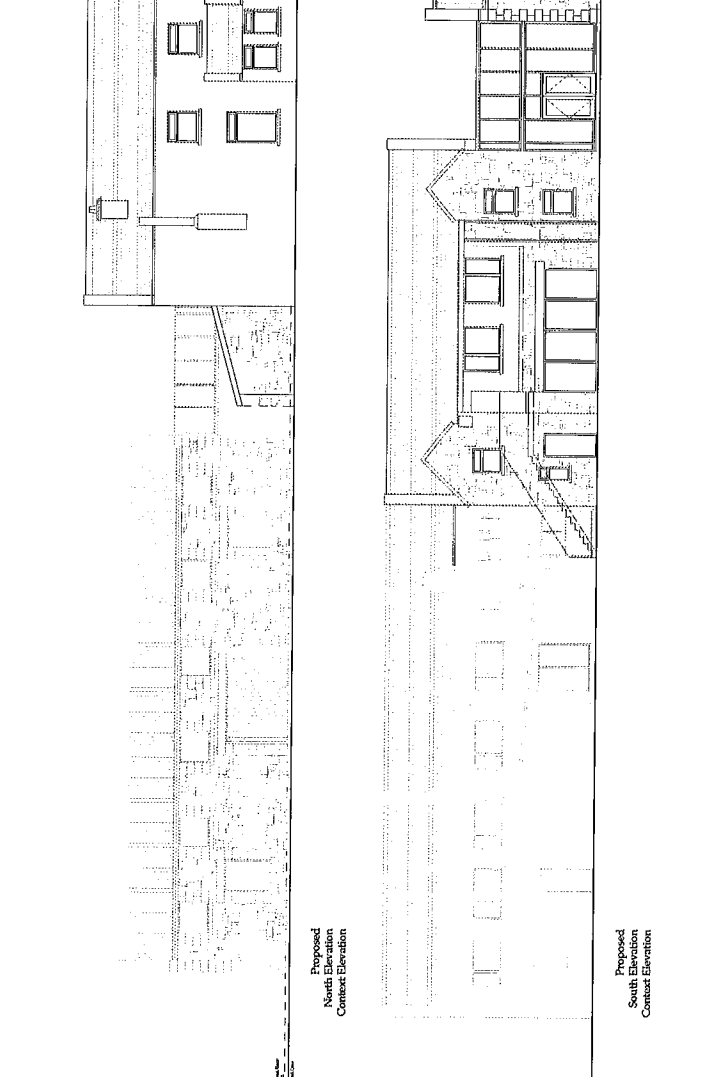 Proposed
North Elevation
Context Elevation
Proposed
South Elevation
Context Elevation